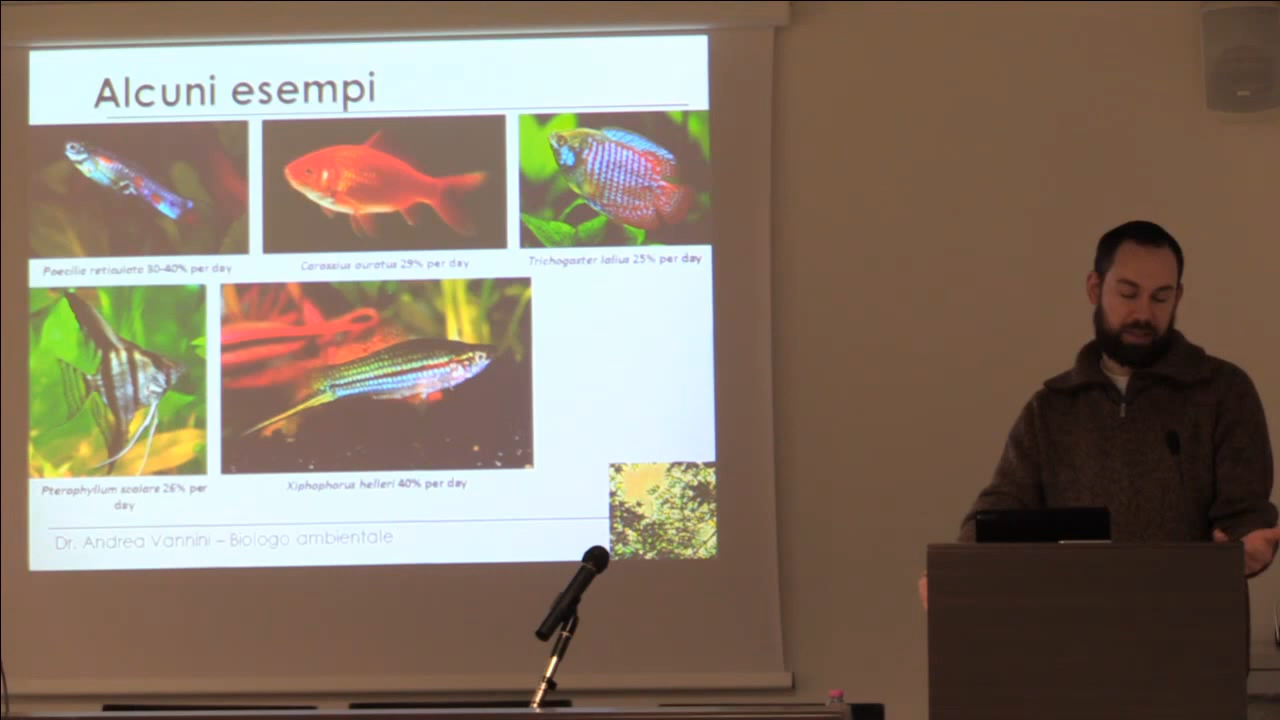 Alcuni esempi
Poecilia reticulata 30-40% per day
Carassius auratus 29% per day
Trichogaster lalius 25% per day
Pterophyllum scalare 26% per
day
Xiphophorus helleri 40% per day
Dr. Andrea Vannini – Biologo ambientale